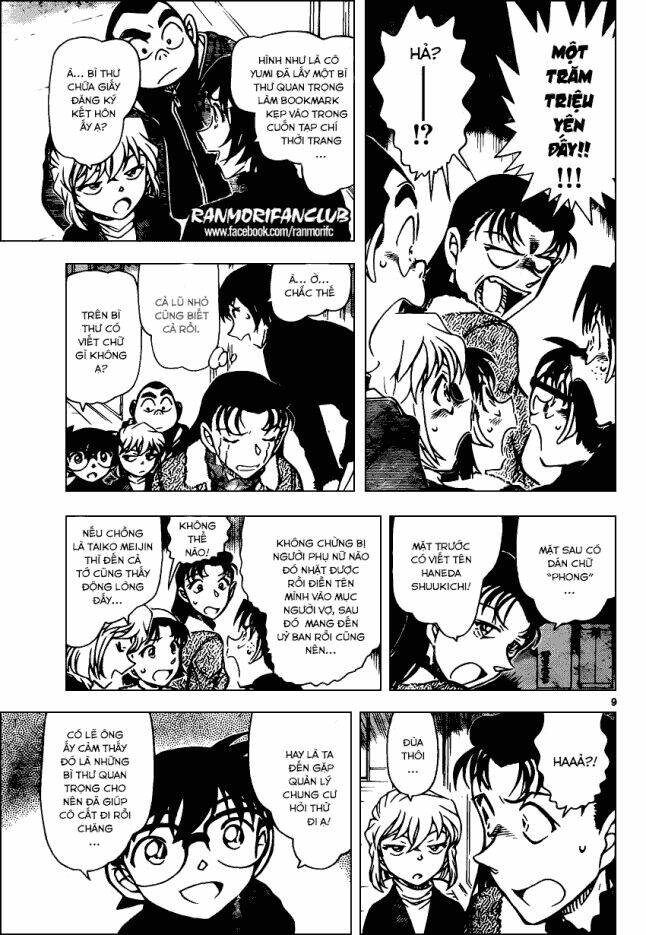 MỘT
TRĂM
TRIỆU
YÊN
ĐẤY!!
!!!
HẢ?
!?
HÌNH NHƯ LÀ CÔ
YUMI ĐÃ LẤY MỘT BÌ
THƯ QUAN TRỌNG
LÀM BOOKMARK
KẸP VÀO TRONG
CUỐN TẠP CHÍ
THỜI TRANG
...
Ã... BÌ THƯ
CHỨA GIẤY
ĐĂNG KÝ
KẾT HÔN
ẤY Ạ?
RANMORIFANCLUB
www.facebook.com/ranmorifc
Ã... Ờ...
CHẮC THẾ
CẢ LŨ NHỎ
CŨNG BIẾT
CẢ RỒI.
TRÊN BÌ
THƯ CÓ
VIẾT CHỮ
GÌ KHÔNG
Ạ?
MẶT SAU CÓ
DÁN CHỮ
“PHONG”
...
MẶT TRƯỚC
CÓ VIẾT TÊN
HANEDA
SHUUKICHI!
KHÔNG CHỪNG BỊ
NGƯỜI PHỤ NỮ NÀO
ĐÓ NHẶT ĐƯỢC
RỒI ĐIỀN TÊN
MÌNH VÀO MỤC
NGƯỜI VỢ, SAU
ĐÓ MANG ĐẾN
UỶ BAN RỒI CŨNG
NÊN...
KHÔNG
THỂ
NÀO!
NẾU CHỒNG
LÀ TAIKO MEIJIN
THÌ ĐẾN CẢ
TỚ CŨNG THẤY
ĐỘNG LÒNG
ĐẤY...
9
HAẢ?!
ĐÙA
THÔI
...
HAY LÀ TA
ĐẾN GẶP
QUẢN LÝ
CHUNG CƯ
HỎI THỬ
ĐI Ạ!
CÓ LẼ ÔNG
ẤY CẢM THẤY
ĐÓ LÀ NHỮNG
BÌ THƯ QUAN
TRỌNG CHO
NÊN ĐÃ GIÚP
CÔ CẤT ĐI RỒI
CHĂNG
...